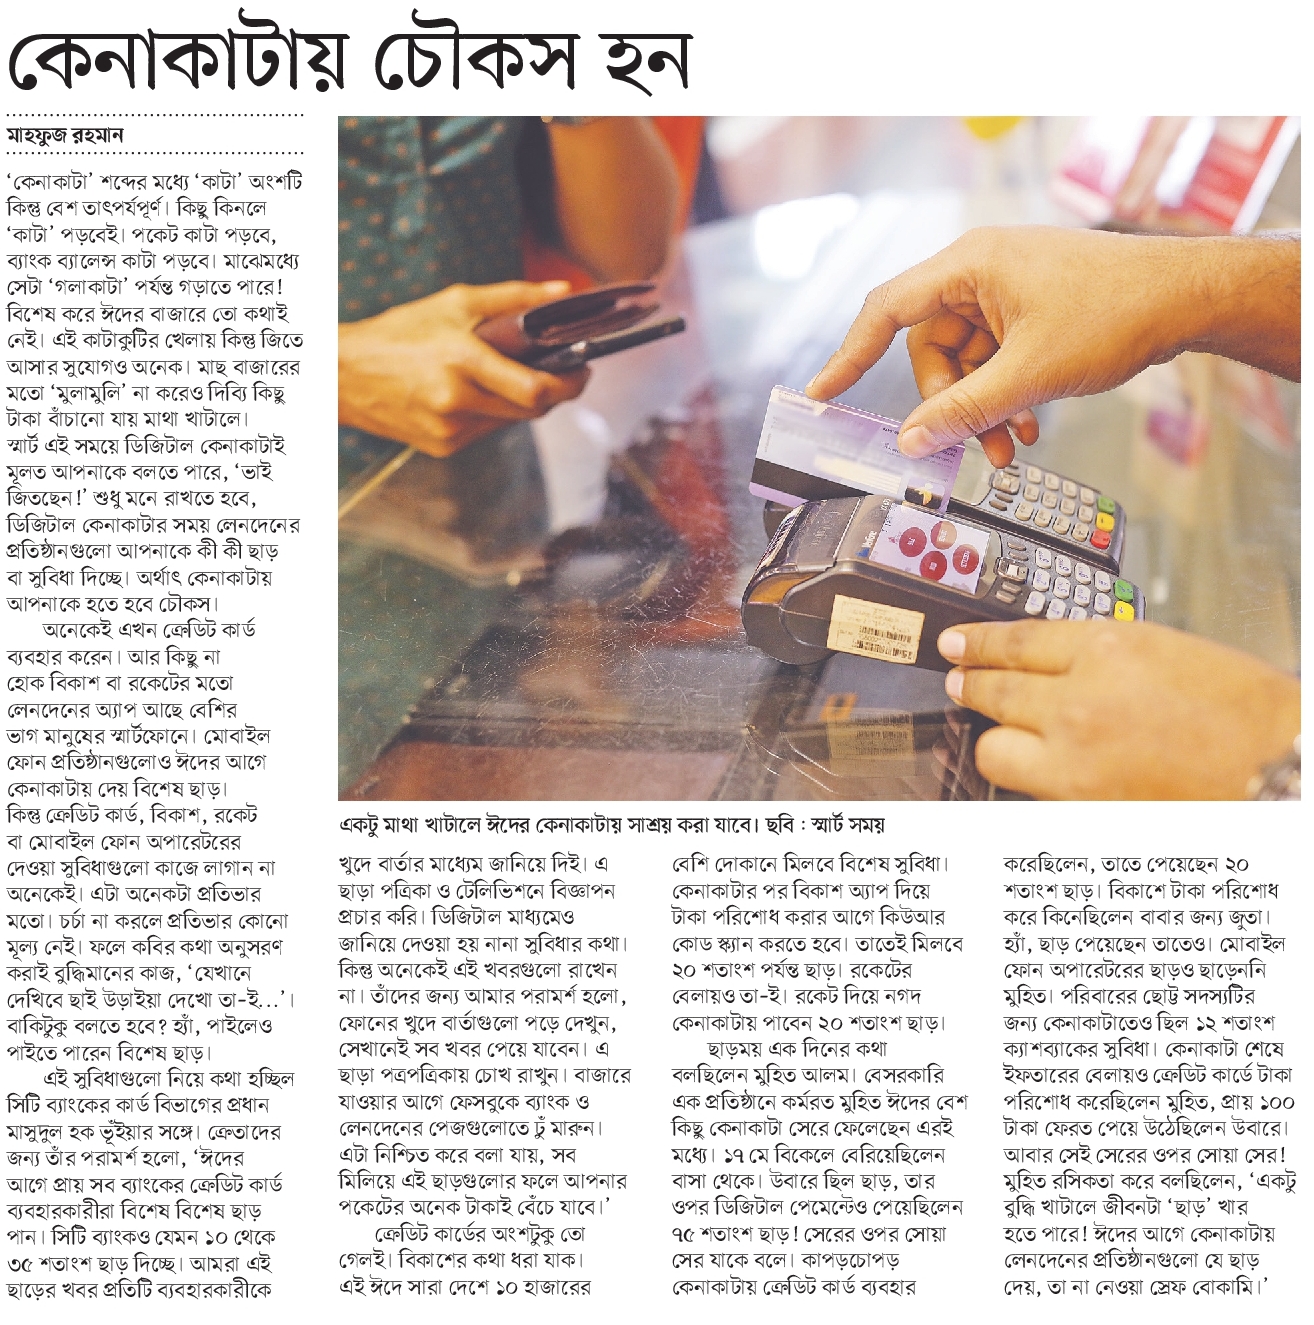 কেনাকাটায় চৌকস হন
মাহফুজ রহমান
‘কেনাকাটা’ শব্দের মধ্যে ‘কাটা’ অংশটি
কিন্তু বেশ তাৎপর্যপূর্ণ। কিছু কিনলে
‘কাটা’ পড়বেই। পকেট কাটা পড়বে,
ব্যাংক ব্যালেন্স কাটা পড়বে। মাঝেমধ্যে
সেটা ‘গলাকাটা’ পর্যন্ত গড়াতে পারে!
বিশেষ করে ঈদের বাজারে তো কথাই
নেই। এই কাটাকুটির খেলায় কিন্তু জিতে
আসার সুযোগও অনেক। মাছ বাজারের
মতো ‘মুলামুলি’ না করেও দিব্যি কিছু
টাকা বাঁচানো যায় মাথা খাটালে।
স্মার্ট এই সময়ে ডিজিটাল কেনাকাটাই
মূলত আপনাকে বলতে পারে, ‘ভাই
জিতছেন!’ শুধু মনে রাখতে হবে,
ডিজিটাল কেনাকাটার সময় লেনদেনের
প্রতিষ্ঠানগুলো আপনাকে কী কী ছাড়
বা সুবিধা দিচ্ছে। অর্থাৎ কেনাকাটায়
আপনাকে হতে হবে চৌকস।
অনেকেই এখন ক্রেডিট কার্ড
ব্যবহার করেন। আর কিছু না
হোক বিকাশ বা রকেটের মতো
লেনদেনের অ্যাপ আছে বেশির
ভাগ মানুষের স্মার্টফোনে। মোবাইল
ফোন প্রতিষ্ঠানগুলোও ঈদের আগে
কেনাকাটায় দেয় বিশেষ ছাড়।
কিন্তু ক্রেডিট কার্ড, বিকাশ, রকেট
বা মোবাইল ফোন অপারেটরের
দেওয়া সুবিধাগুলো কাজে লাগান না
অনেকেই। এটা অনেকটা প্রতিভার
মতো। চর্চা না করলে প্রতিভার কোনো
মূল্য নেই। ফলে কবির কথা অনুসরণ
করাই বুদ্ধিমানের কাজ, ‘যেখানে
দেখিবে ছাই উড়াইয়া দেখো তা-ই...’।
বাকিটুকু বলতে হবে? হ্যাঁ, পাইলেও
পাইতে পারেন বিশেষ ছাড়।
এই সুবিধাগুলো নিয়ে কথা হচ্ছিল
সিটি ব্যাংকের কার্ড বিভাগের প্রধান
মাসুদুল হক ভূঁইয়ার সঙ্গে। ক্রেতাদের
জন্য তাঁর পরামর্শ হলো, ‘ঈদের
আগে প্রায় সব ব্যাংকের ক্রেডিট কার্ড
ব্যবহারকারীরা বিশেষ বিশেষ ছাড়
পান। সিটি ব্যাংকও যেমন ১০ থেকে
৩৫ শতাংশ ছাড় দিচ্ছে। আমরা এই
ছাড়ের খবর প্রতিটি ব্যবহারকারীকে
একটু মাথা খাটালে ঈদের কেনাকাটায় সাশ্রয় করা যাবে। ছবি : স্মার্ট সময়
খুদে বার্তার মাধ্যেম জানিয়ে দিই। এ
ছাড়া পত্রিকা ও টেলিভিশনে বিজ্ঞাপন
প্রচার করি। ডিজিটাল মাধ্যমেও
জানিয়ে দেওয়া হয় নানা সুবিধার কথা।
কিন্তু অনেকেই এই খবরগুলো রাখেন
না। তাঁদের জন্য আমার পরামর্শ হলো,
ফোনের খুদে বার্তাগুলো পড়ে দেখুন,
সেখানেই সব খবর পেয়ে যাবেন। এ
ছাড়া পত্রপত্রিকায় চোখ রাখুন। বাজারে
যাওয়ার আগে ফেসবুকে ব্যাংক ও
লেনদেনের পেজগুলোতে ঢুঁ মারুন।
এটা নিশ্চিত করে বলা যায়, সব
মিলিয়ে এই ছাড়গুলোর ফলে আপনার
পকেটের অনেক টাকাই বেঁচে যাবে।’
ক্রেডিট কার্ডের অংশটুকু তো
গেলই। বিকাশের কথা ধরা যাক।
এই ঈদে সারা দেশে ১০ হাজারের
বেশি দোকানে মিলবে বিশেষ সুবিধা।
কেনাকাটার পর বিকাশ অ্যাপ দিয়ে
টাকা পরিশোধ করার আগে কিউআর
কোড স্ক্যান করতে হবে। তাতেই মিলবে
২০ শতাংশ পর্যন্ত ছাড়। রকেটের
বেলায়ও তা-ই। রকেট দিয়ে নগদ
কেনাকাটায় পাবেন ২০ শতাংশ ছাড়।
ছাড়ময় এক দিনের কথা
বলছিলেন মুহিত আলম। বেসরকারি
এক প্রতিষ্ঠানে কর্মরত মুহিত ঈদের বেশ
কিছু কেনাকাটা সেরে ফেলেছেন এরই
মধ্যে। ১৭ মে বিকেলে বেরিয়েছিলেন
বাসা থেকে। উবারে ছিল ছাড়, তার
ওপর ডিজিটাল পেমেন্টেও পেয়েছিলেন
৭৫ শতাংশ ছাড়! সেরের ওপর সোয়া
সের যাকে বলে। কাপড়চোপড়
কেনাকাটায় ক্রেডিট কার্ড ব্যবহার
করেছিলেন, তাতে পেয়েছেন ২০
শতাংশ ছাড়। বিকাশে টাকা পরিশোধ
করে কিনেছিলেন বাবার জন্য জুতা।
হ্যাঁ, ছাড় পেয়েছেন তাতেও। মোবাইল
ফোন অপারেটরের ছাড়ও ছাড়েননি
মুহিত। পরিবারের ছোট্ট সদস্যটির
জন্য কেনাকাটাতেও ছিল ১২ শতাংশ
ক্যাশব্যাকের সুবিধা। কেনাকাটা শেষে
ইফতারের বেলায়ও ক্রেডিট কার্ডে টাকা
পরিশোধ করেছিলেন মুহিত, প্রায় ১০০
টাকা ফেরত পেয়ে উঠেছিলেন উবারে।
আবার সেই সেরের ওপর সোয়া সের!
মুহিত রসিকতা করে বলছিলেন, ‘একটু
বুদ্ধি খাটালে জীবনটা ‘ছাড়’ খার
হতে পারে! ঈদের আগে কেনাকাটায়
লেনদেনের প্রতিষ্ঠানগুলো যে ছাড়
দেয়, তা না নেওয়া স্রেফ বোকামি।’